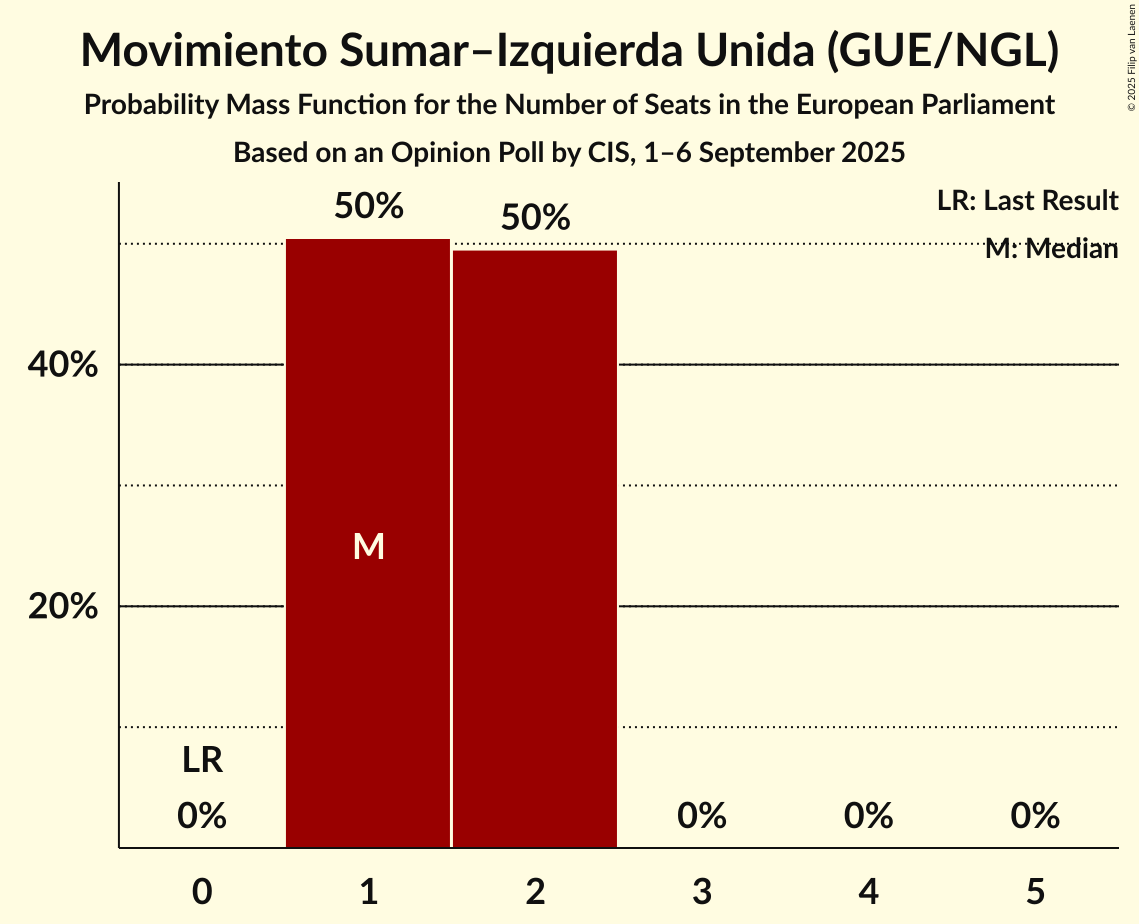 Movimiento Sumar–Izquierda Unida (GUE/NGL)
Probability Mass Function for the Number of Seats in the European Parliament
Based on an Opinion Poll by CIS, 1–6 September 2025
© 2025 Filip van Laenen
LR: Last Result
M: Median
50%
50%
40%
20%
M
LR
0%
0%
0%
0%
0
1
2
3
4
5